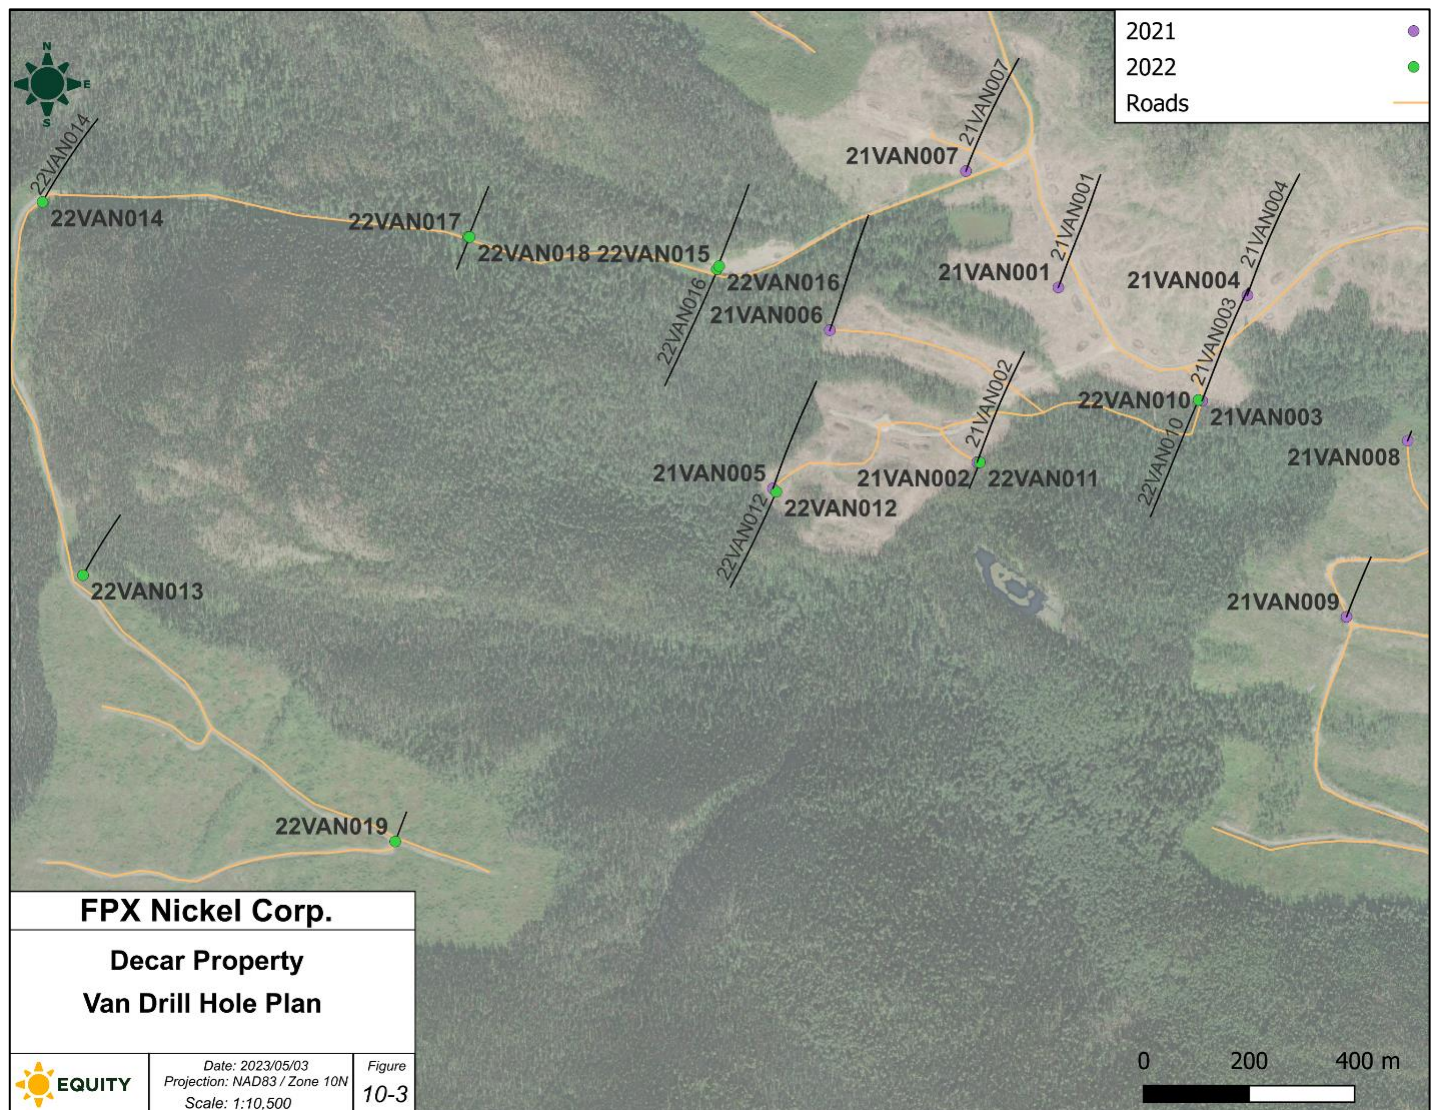 2021
2022
Roads
N
E
S
22VAN014
22VAN014
21VAN007
21VAN007
22VAN017
22VAN018
22VAN015
22VAN016
22VAN016
21VAN006
21VAN001
21VAN001
21VAN004
21VAN004
21VAN003
22VAN010
21VAN003
22VAN010
21VAN002
21VAN005
21VAN002
22VAN011
22VAN012
22VAN012
21VAN008
21VAN009
22VAN013
22VAN019
FPX Nickel Corp.
Decar Property
Van Drill Hole Plan
EQUITY
Date: 2023/05/03
Projection: NAD83 / Zone 10N
Scale: 1:10,500
Figure
10-3
0 200 400 m